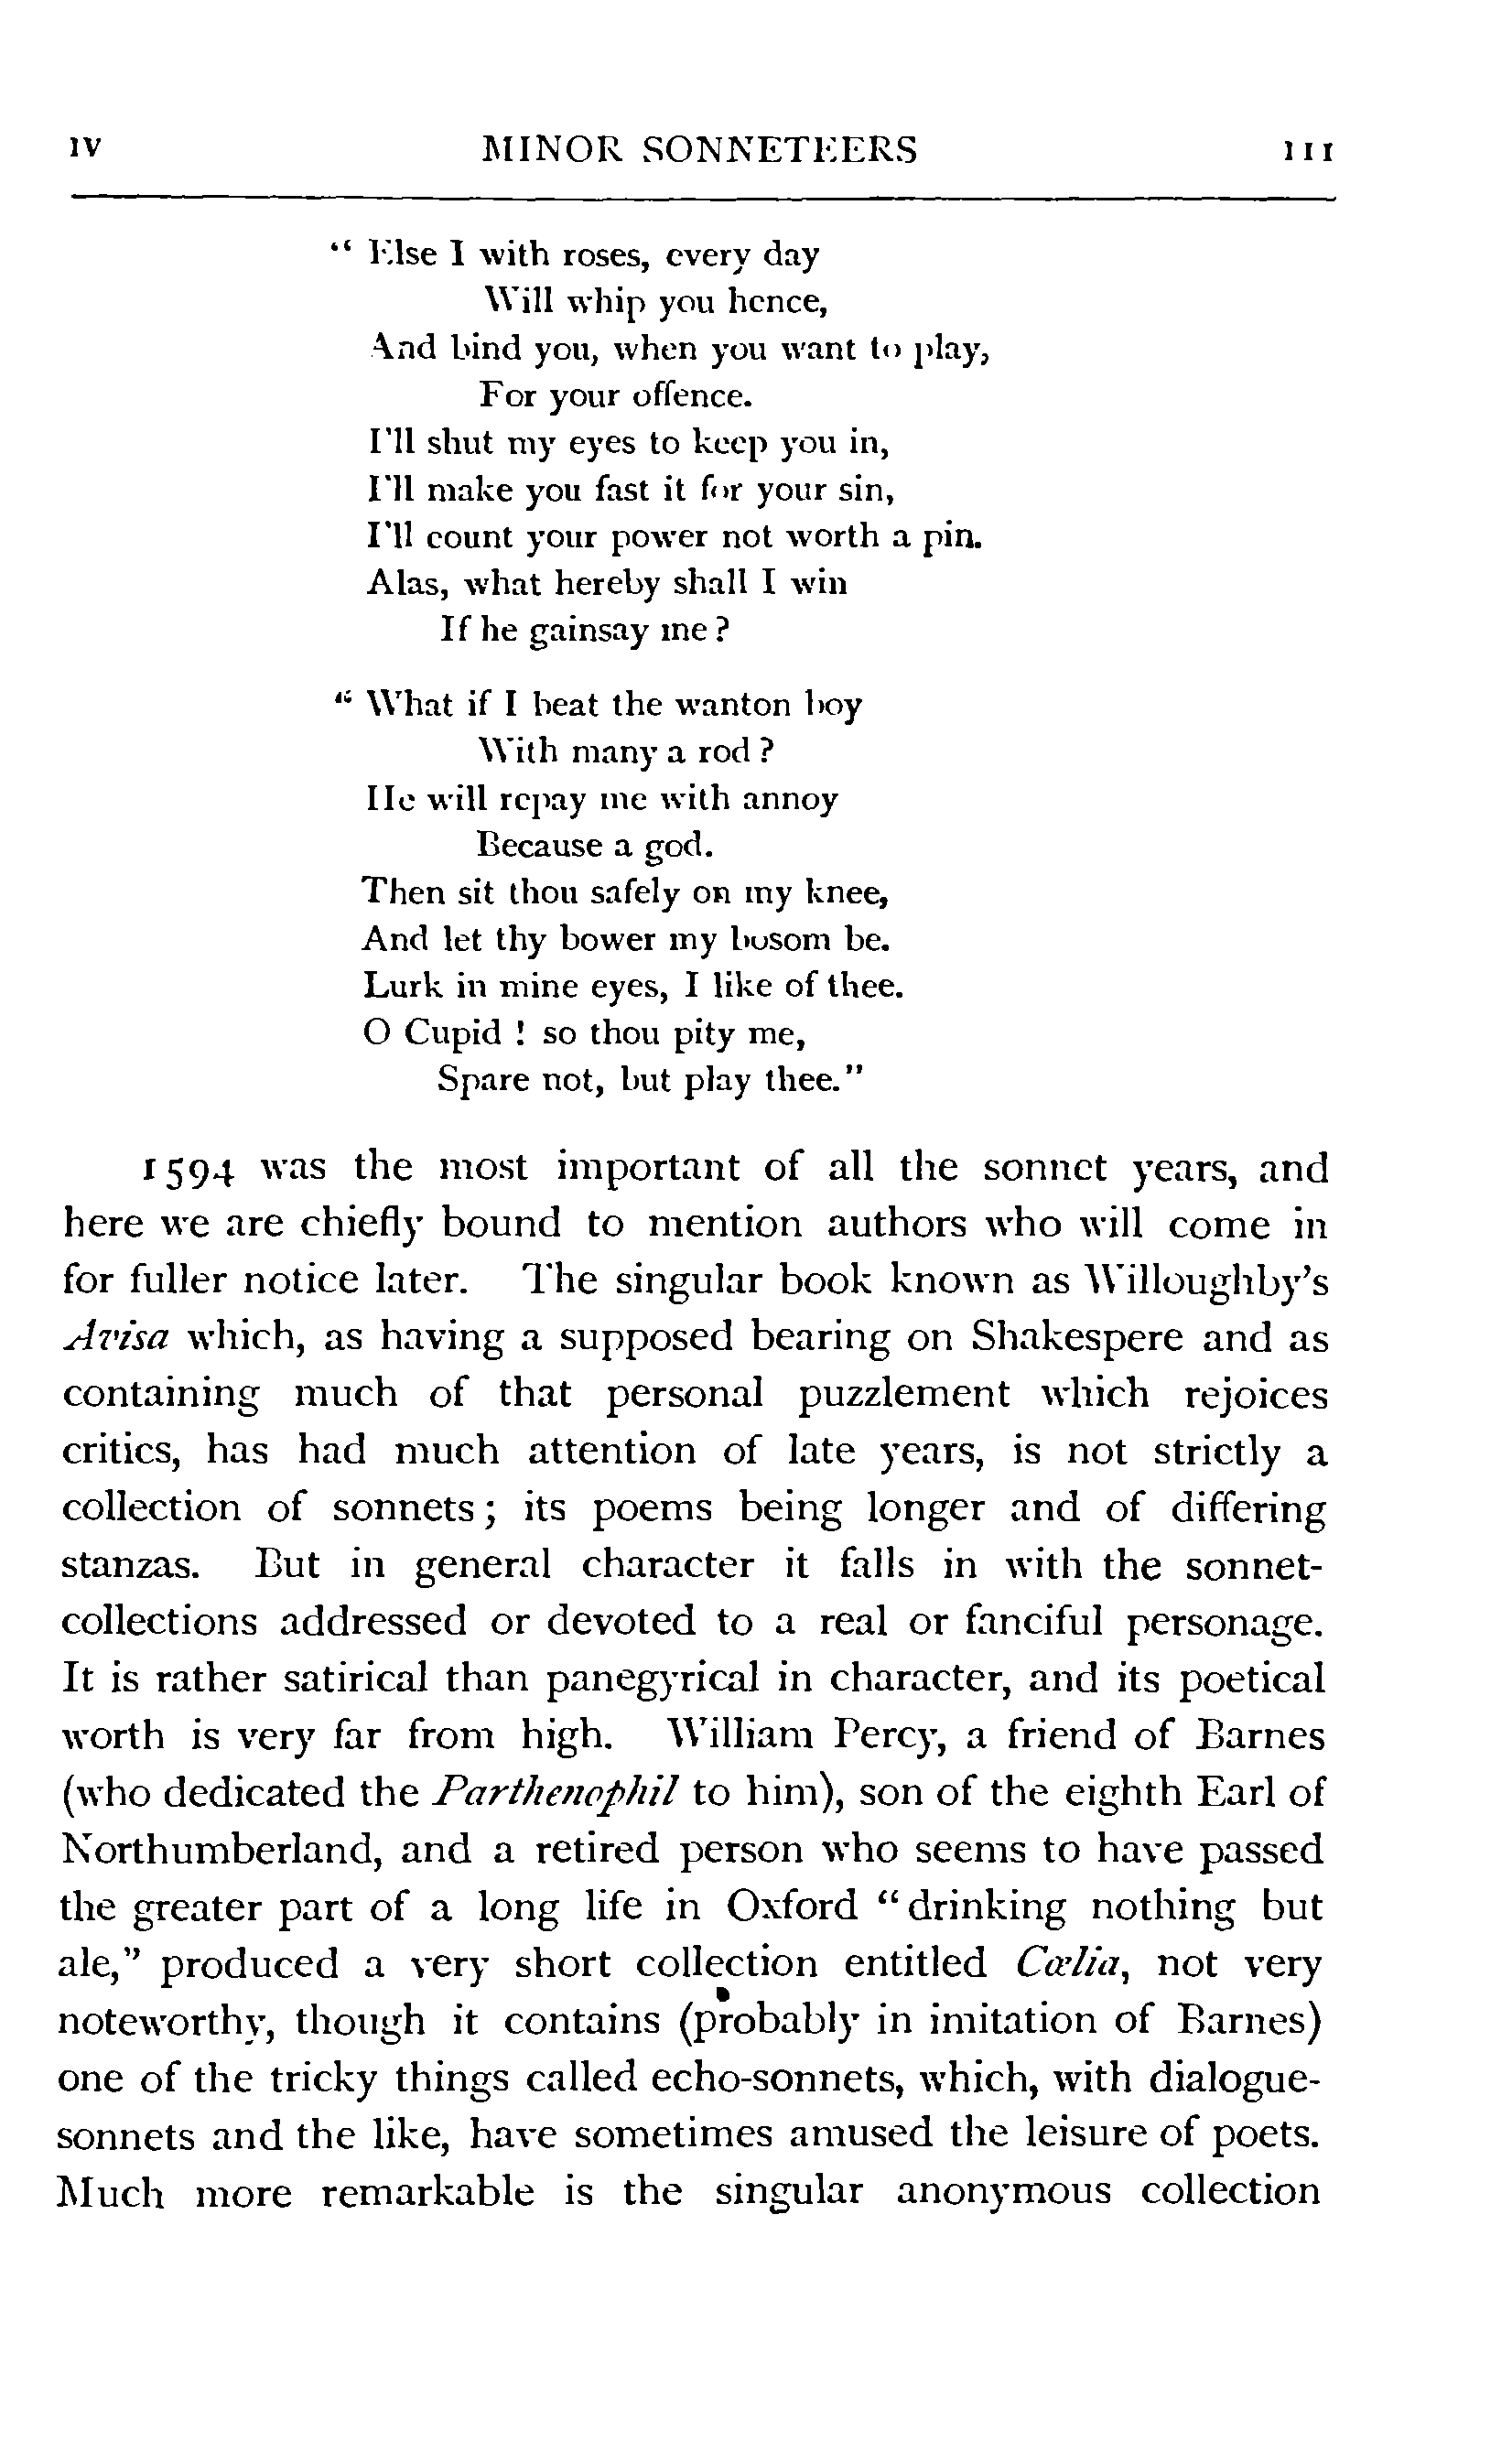 IV MINOR SONNETEERS 111
“ Else I with roses, every day
Will whip you hence,
And bind you, when you want to play,
For your offence.
I'll shut my eyes to keep you in,
I'll make you fast it for your sin,
I'll count your power not worth a pin.
Alas, what hereby shall I win
If he gainsay me ?
“ What if I beat the wanton boy
With many a rod ?
He will repay me with annoy
Because a god.
Then sit thou safely on my knee,
And let thy bower my bosom be.
Lurk in mine eyes, I like of thee.
O Cupid ! so thou pity me,
Spare not, but play thee.”
1594 was the most important of all the sonnet years, and
here we are chiefly bound to mention authors who will come in
for fuller notice later. The singular book known as Willoughby's
Avisa which, as having a supposed bearing on Shakespere and as
containing much of that personal puzzlement which rejoices
critics, has had much attention of late years, is not strictly a
collection of sonnets; its poems being longer and of differing
stanzas. But in general character it falls in with the sonnet-
collections addressed or devoted to a real or fanciful personage.
It is rather satirical than panegyrical in character, and its poetical
worth is very far from high. William Percy, a friend of Barnes
(who dedicated the Parthenophil to him), son of the eighth Earl of
Northumberland, and a retired person who seems to have passed
the greater part of a long life in Oxford “drinking nothing but
ale,” produced a very short collection entitled Cœlia, not very
noteworthy, though it contains (probably in imitation of Barnes)
one of the tricky things called echo-sonnets, which, with dialogue-
sonnets and the like, have sometimes amused the leisure of poets.
Much more remarkable is the singular anonymous collection